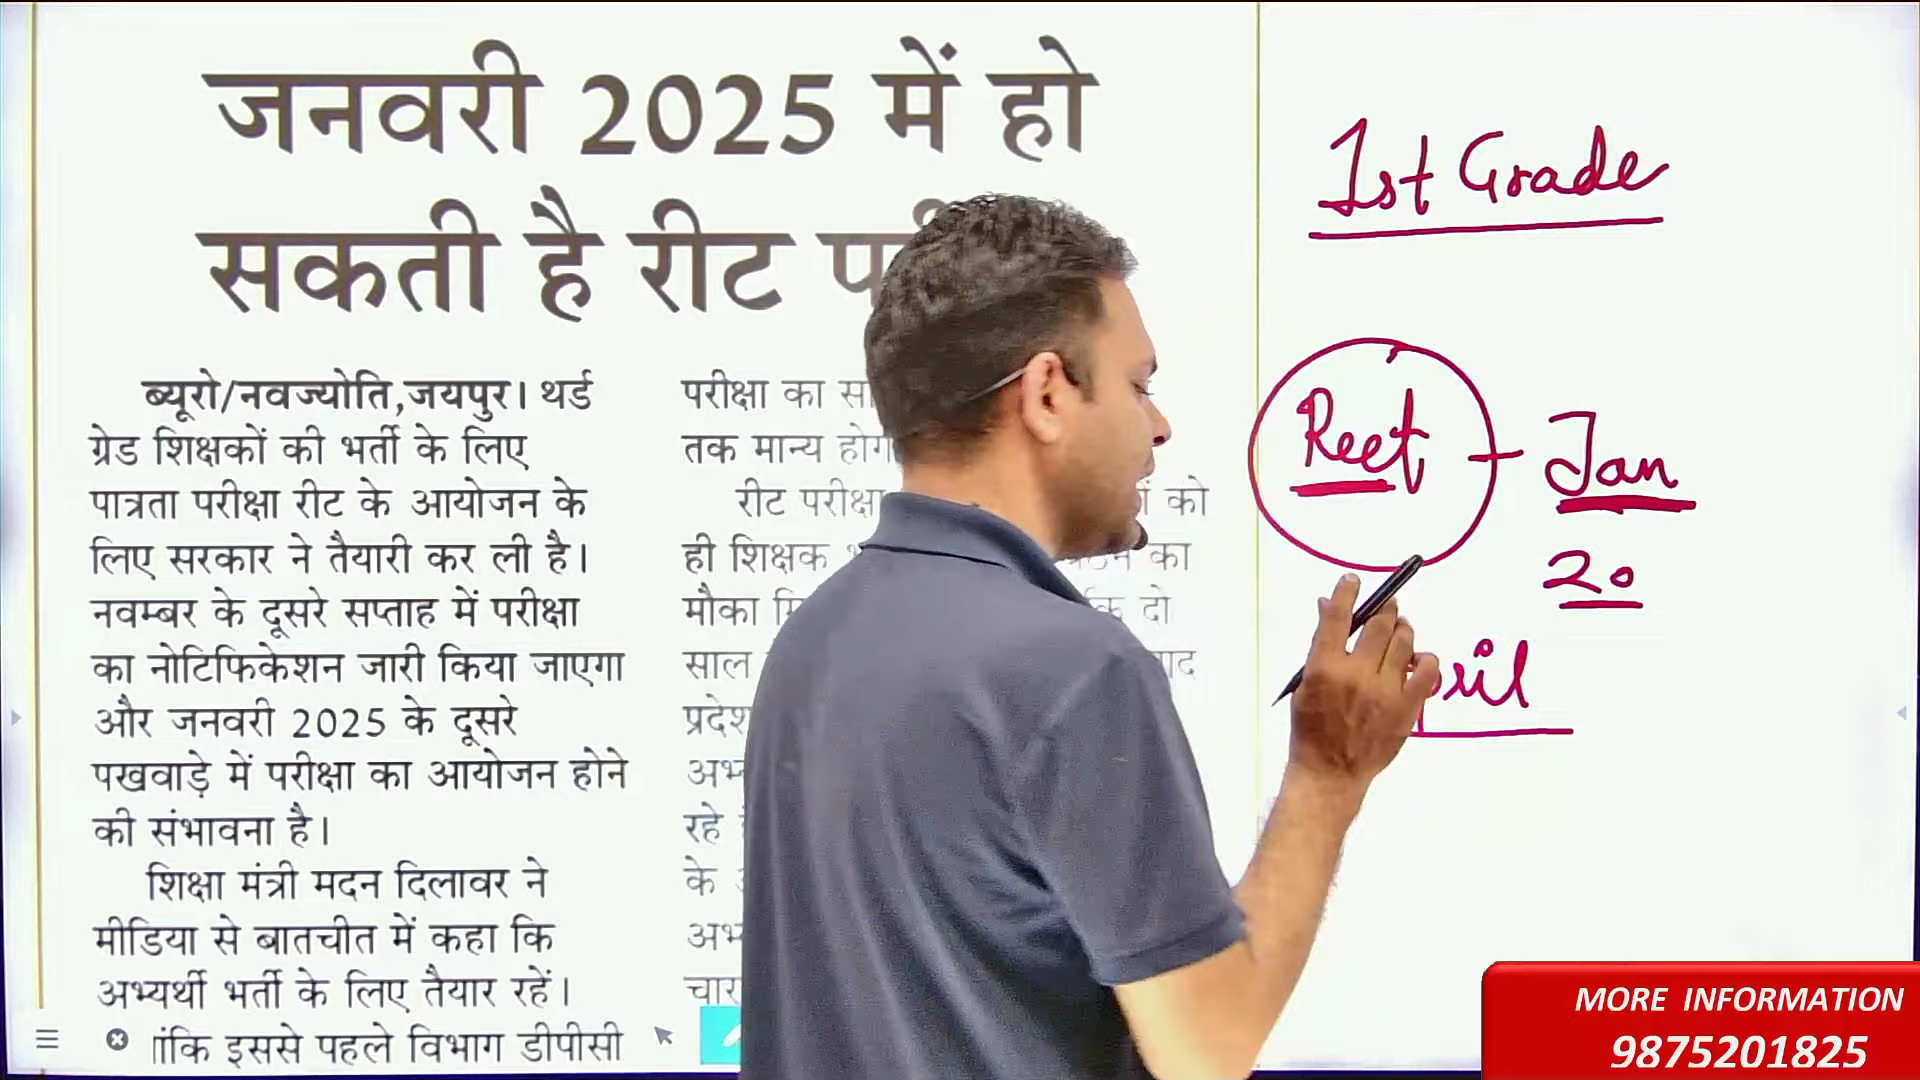 जनवरी 2025 में हो
सकती है रीट
ब्यूरो/नवज्योति,जयपुर। थर्ड
ग्रेड शिक्षकों की भर्ती के लिए
पात्रता परीक्षा रीट के आयोजन के
लिए सरकार ने तैयारी कर ली है।
नवम्बर के दूसरे सप्ताह में परीक्षा
का नोटिफिकेशन जारी किया जाएगा
और जनवरी 2025 के दूसरे
पखवाड़े में परीक्षा का आयोजन होने
की संभावना है।
शिक्षा मंत्री मदन दिलावर ने
मीडिया से बातचीत में कहा कि
अभ्यर्थी भर्ती के लिए तैयार रहें।
इससे पहले विभाग डीपीसी
परीक्षा का
तक मान्य
रीट परीक्षा को
ही शिक्षक का
मौका दो
साल
रहे
के
1st Grade
Reet - Jan
20
MORE INFORMATION
9875201825